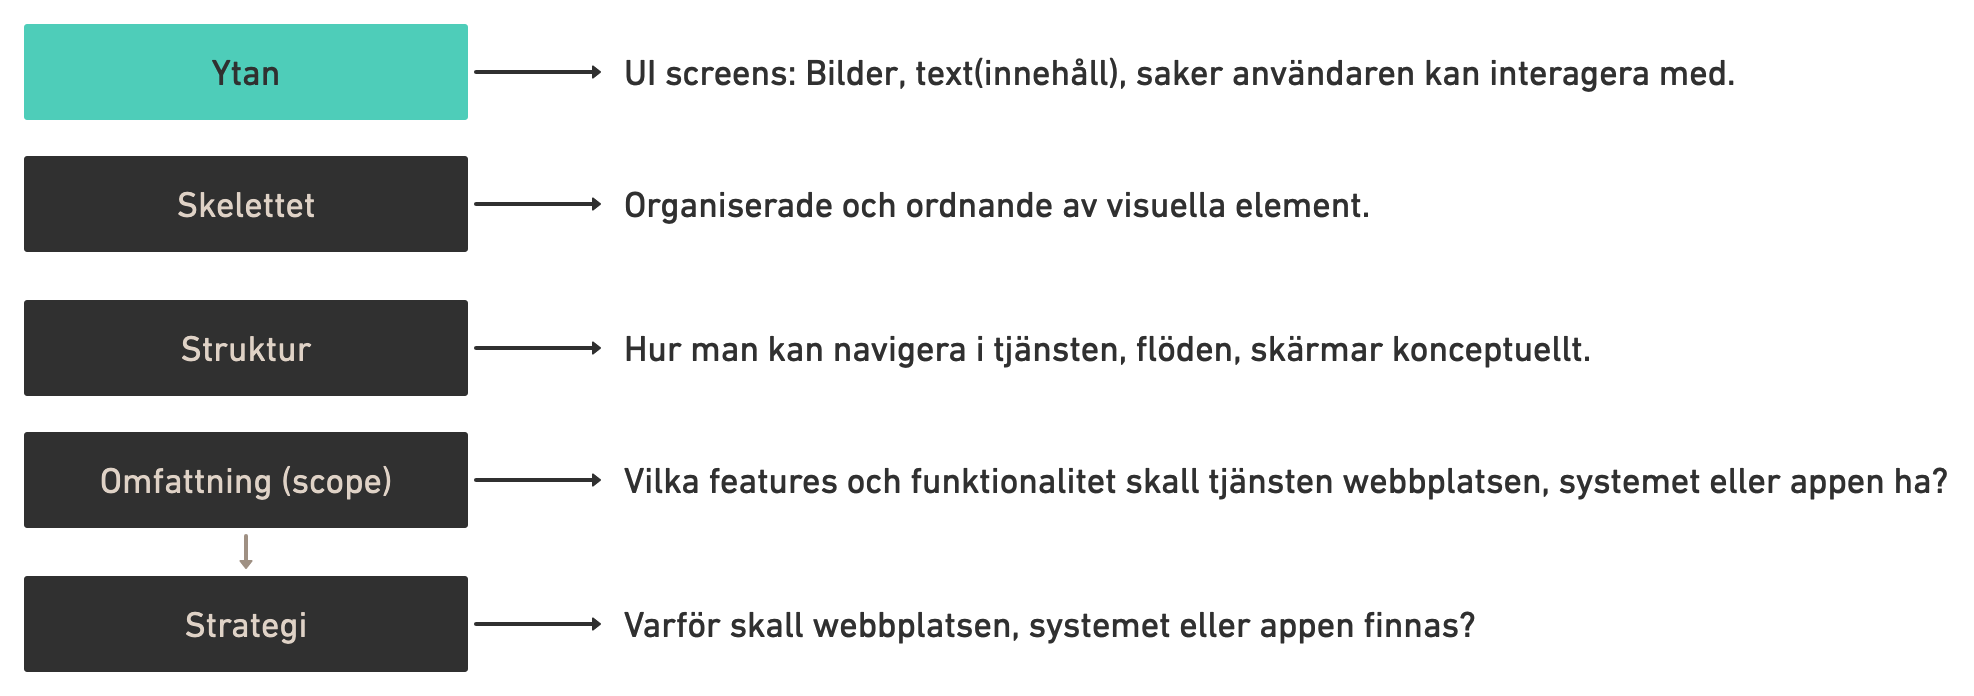 Ytan
UI screens: Bilder, text(innehåll), saker användaren kan interagera med.
Skelettet
Organiserade och ordnande av visuella element.
Struktur
Hur man kan navigera i tjänsten, flöden, skärmar konceptuellt.
Omfattning (scope)
Vilka features och funktionalitet skall tjänsten webbplatsen, systemet eller appen ha?
Strategi
Varför skall webbplatsen, systemet eller appen finnas?